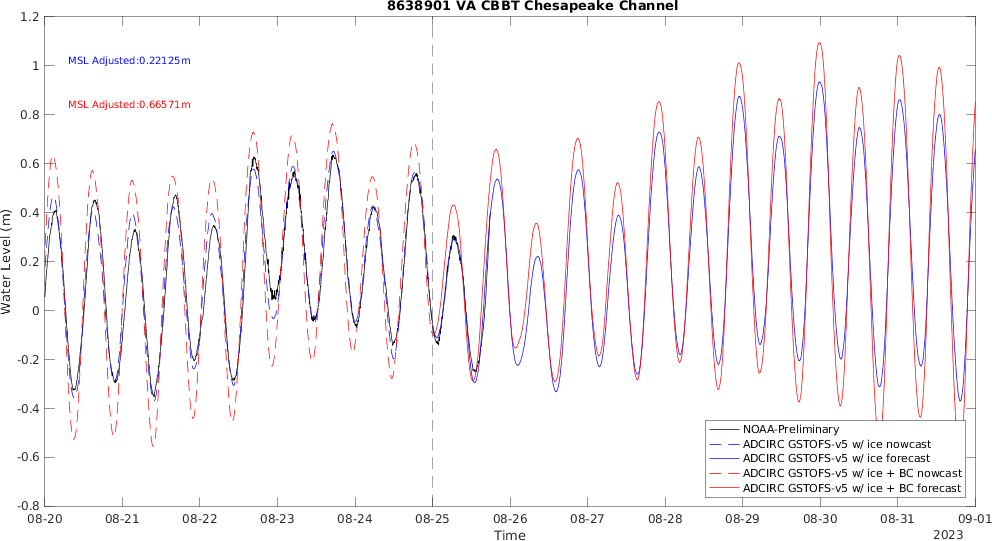 8638901 VA CBBT Chesapeake Channel
MSL Adjusted:0.22125m
MSL Adjusted:0.66571m
Water Level (m)
1.2
1
0.8
0.6
0.4
0.2
0
-0.2
-0.4
-0.6
-0.8
NOAA-Preliminary
ADCIRC GSTOFS-v5 w/ ice nowcast
ADCIRC GSTOFS-v5 w/ ice forecast
ADCIRC GSTOFS-v5 w/ ice + BC nowcast
ADCIRC GSTOFS-v5 w/ ice + BC forecast
08-20 08-21 08-22 08-23 08-24 08-25 08-26 08-27 08-28 08-29 08-30 08-31 09-01
Time
2023